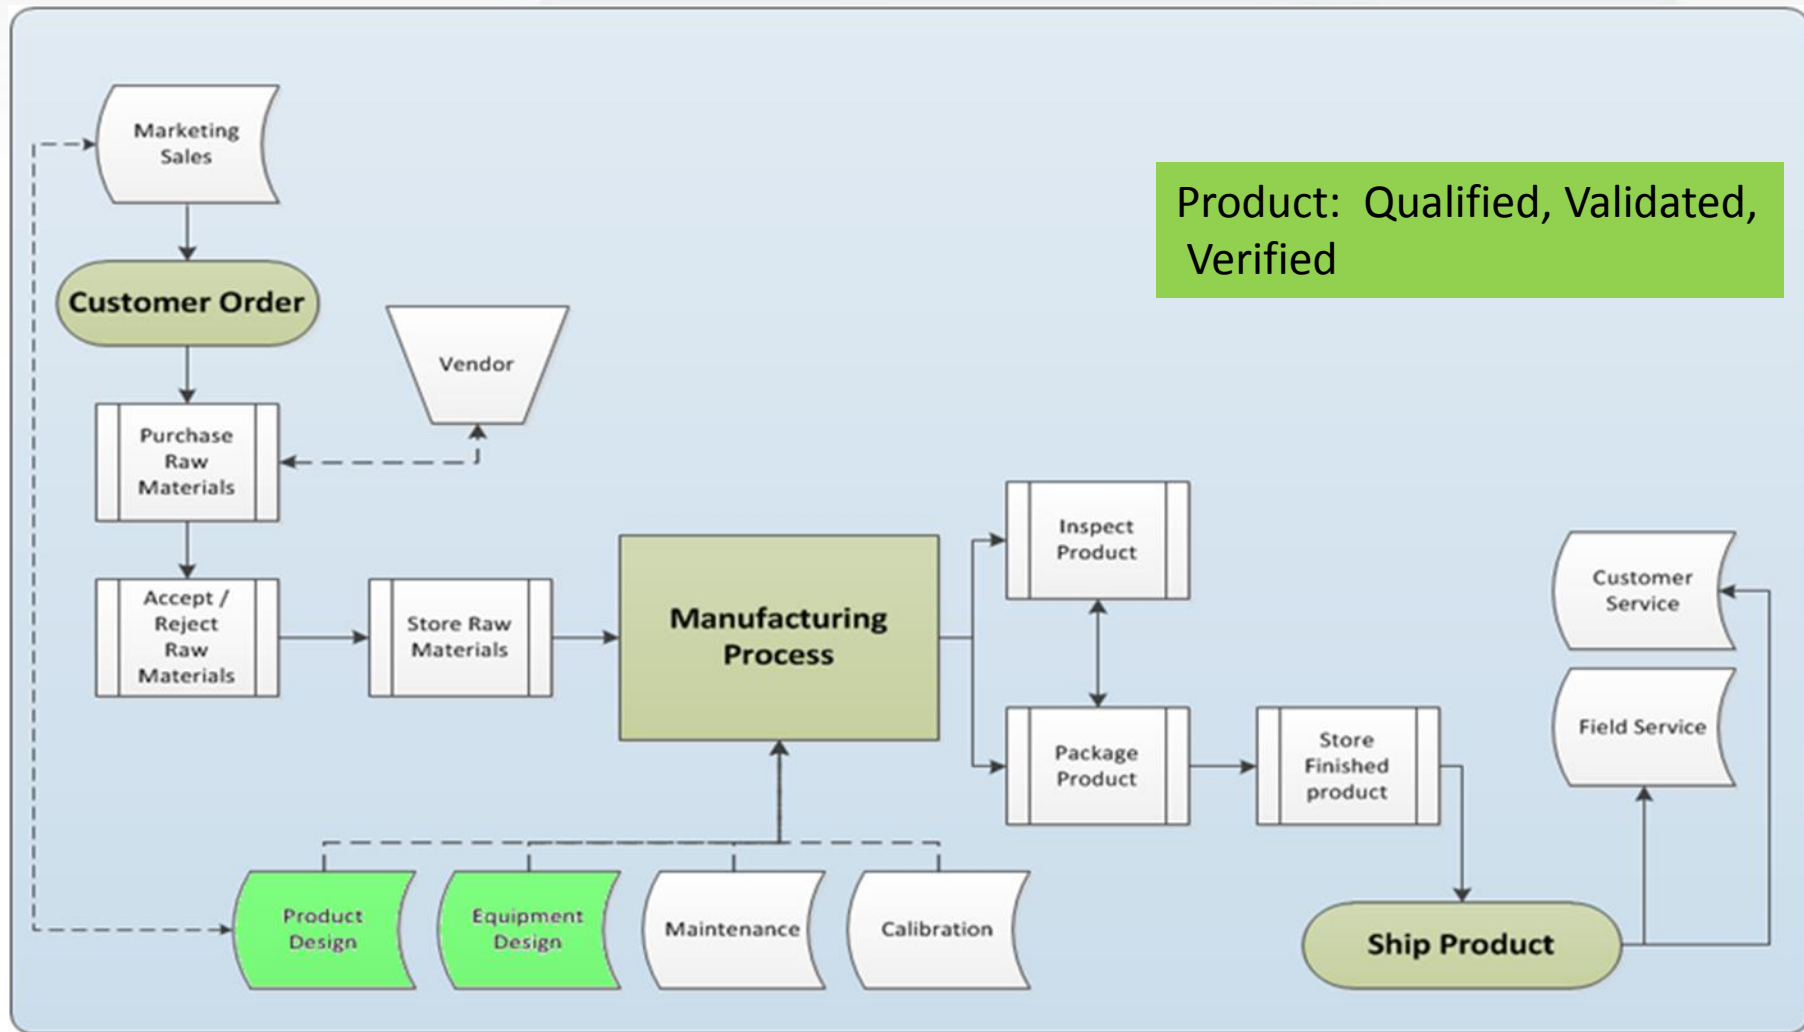 Marketing
Sales
Product:  Qualified, Validated,
Verified
Customer Order
Vendor
Purchase
Raw
Materials
Inspect
Product
Customer
Service
Accept /
Reject
Raw
Materials
Store Raw
Materials
Manufacturing
Process
Field Service
Package
Product
Store
Finished
product
Product
Design
Equipment
Design
Maintenance
Calibration
Ship Product